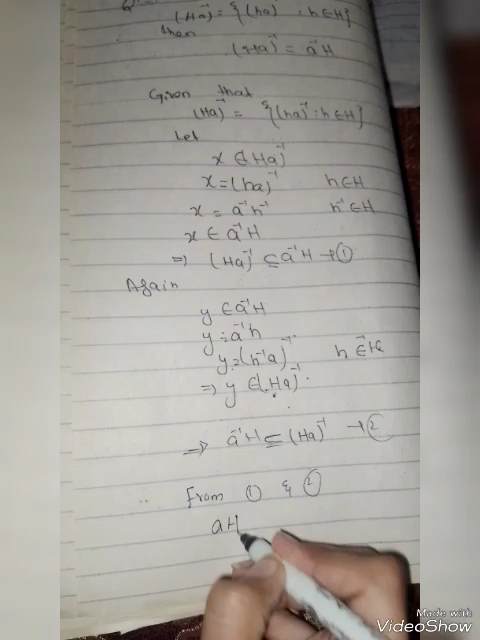 (Ha)⁻¹ = {(ha)⁻¹ : h∈H}
then
(Ha)⁻¹ = a⁻¹H
Given that
(Ha)⁻¹ = {(ha)⁻¹ : h∈H}
Let
x ∈ (Ha)⁻¹
x = (ha)⁻¹ h∈H
x = a⁻¹h⁻¹ h⁻¹∈H
x ∈ a⁻¹H
⇒ (Ha)⁻¹ ⊆ a⁻¹H → ①
Again
y ∈ a⁻¹H
y = a⁻¹h
y = (h⁻¹a)⁻¹ h⁻¹∈H
⇒ y ∈ (Ha)⁻¹.
⇒ a⁻¹H ⊆ (Ha)⁻¹ → ②
From ① & ②
aH
Made with
VideoShow